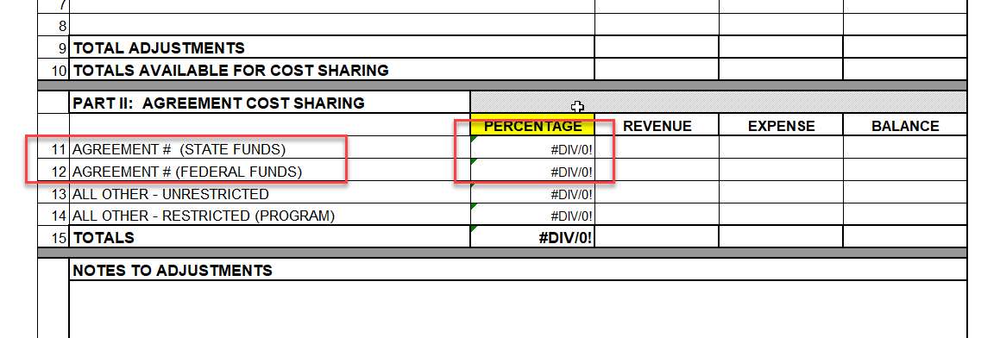 7
8
9 TOTAL ADJUSTMENTS
10 TOTALS AVAILABLE FOR COST SHARING
PART II: AGREEMENT COST SHARING
PERCENTAGE REVENUE EXPENSE BALANCE
11 AGREEMENT # (STATE FUNDS) #DIV/0!
12 AGREEMENT # (FEDERAL FUNDS) #DIV/0!
13 ALL OTHER - UNRESTRICTED #DIV/0!
14 ALL OTHER - RESTRICTED (PROGRAM) #DIV/0!
15 TOTALS #DIV/0!
NOTES TO ADJUSTMENTS